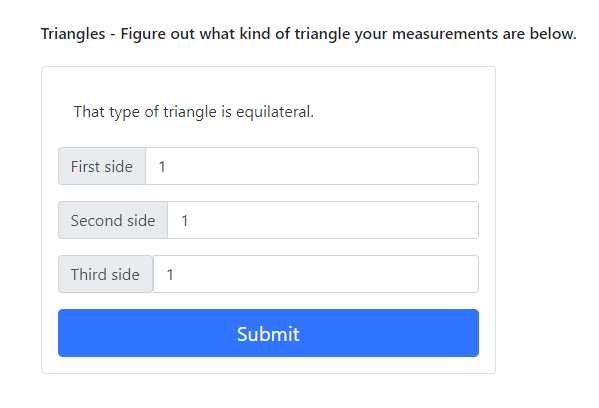 Triangles - Figure out what kind of triangle your measurements are below.
That type of triangle is equilateral.
First side 1
Second side 1
Third side 1
Submit